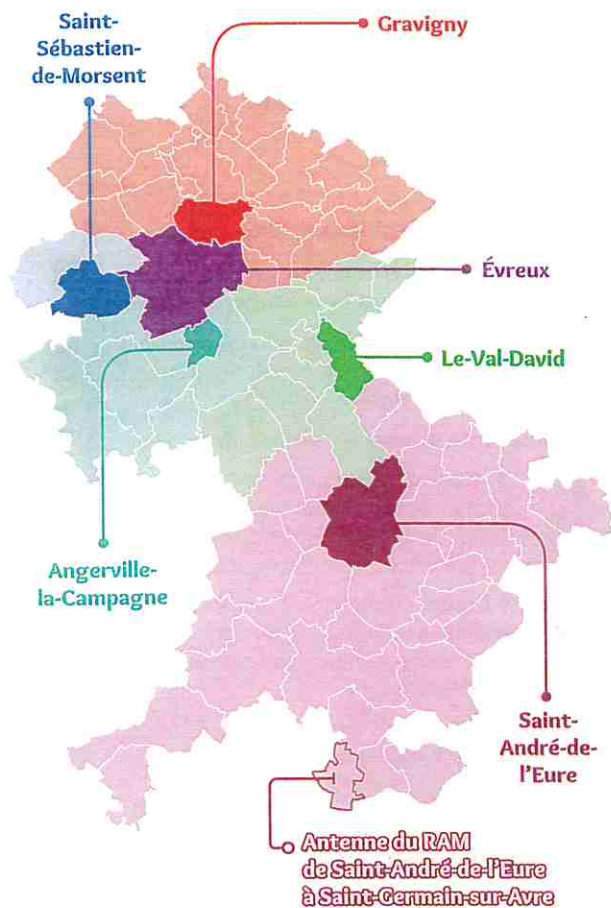 Saint-
Sébastien-
de-Morsent
Gravigny
Évreux
Le-Val-David
Angerville-
la-Campagne
Saint-
André-de-
l'Eure
Antenne du RAM
de Saint-André-de-l'Eure
à Saint-Germain-sur-Avre